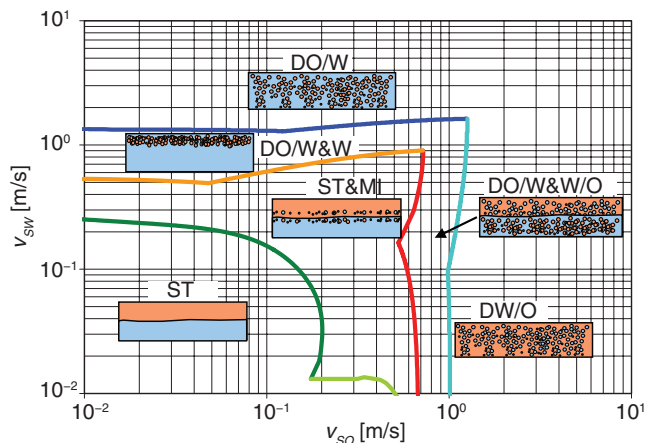 10¹
DO/W
10⁰
DO/W&W
ST&MI
DO/W&W/O
v_SW [m/s]
10⁻¹
ST
DW/O
10⁻²
10⁻² 10⁻¹ 10⁰ 10¹
v_SO [m/s]